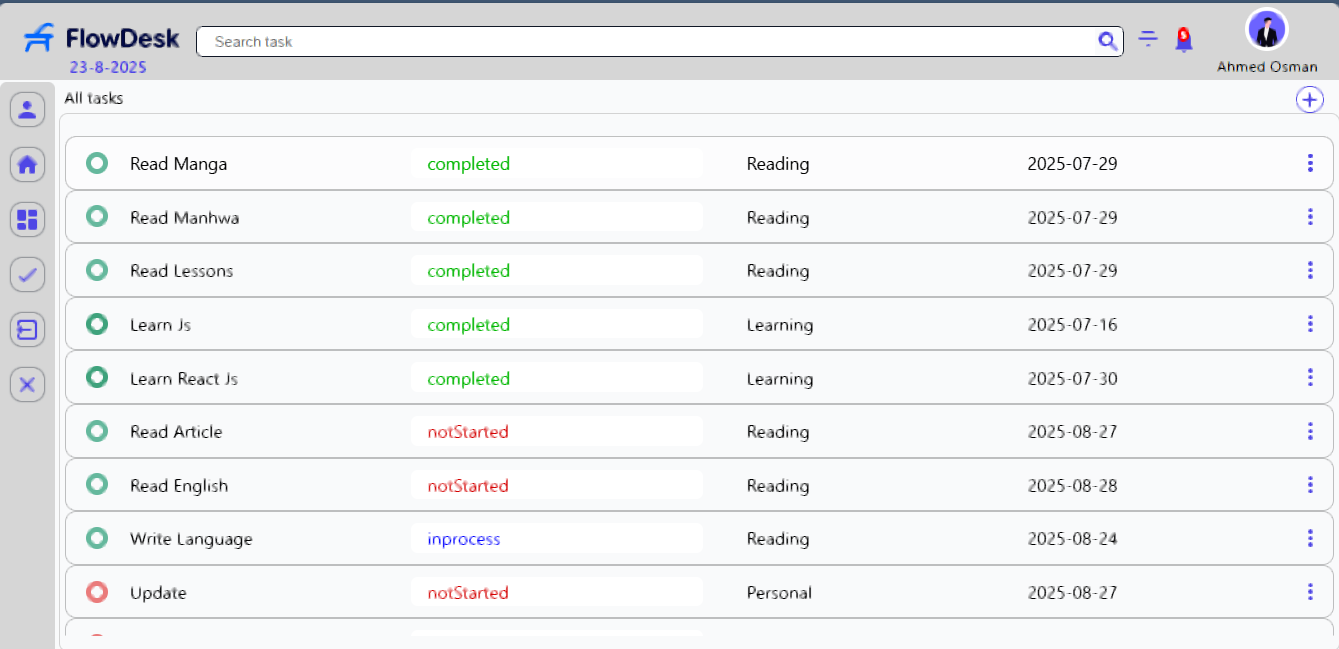 FlowDesk
23-8-2025
Search task
Ahmed Osman
All tasks
Read Manga completed Reading 2025-07-29
Read Manhwa completed Reading 2025-07-29
Read Lessons completed Reading 2025-07-29
Learn Js completed Learning 2025-07-16
Learn React Js completed Learning 2025-07-30
Read Article notStarted Reading 2025-08-27
Read English notStarted Reading 2025-08-28
Write Language inprocess Reading 2025-08-24
Update notStarted Personal 2025-08-27